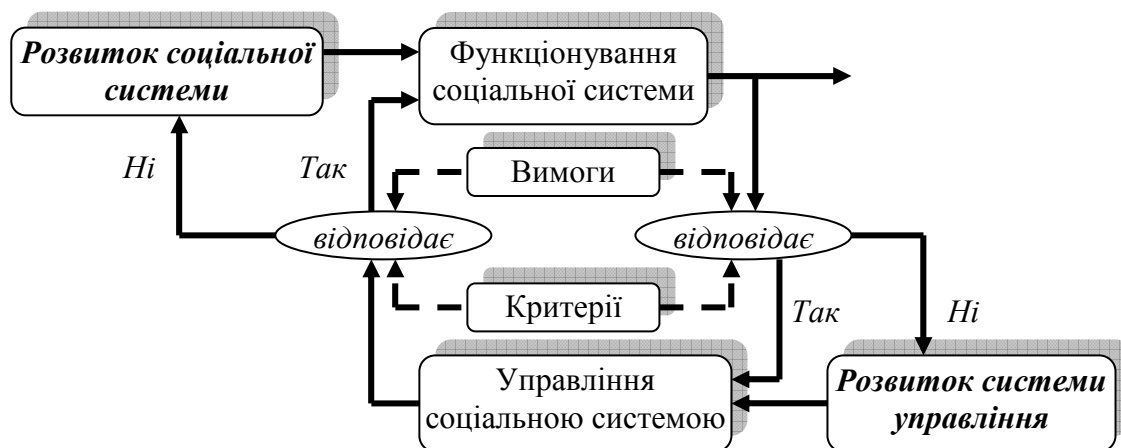 Розвиток соціальної
системи
Функціонування
соціальної системи
Ні
Так
Вимоги
відповідає
відповідає
Критерії
Так
Ні
Управління
соціальною системою
Розвиток системи
управління